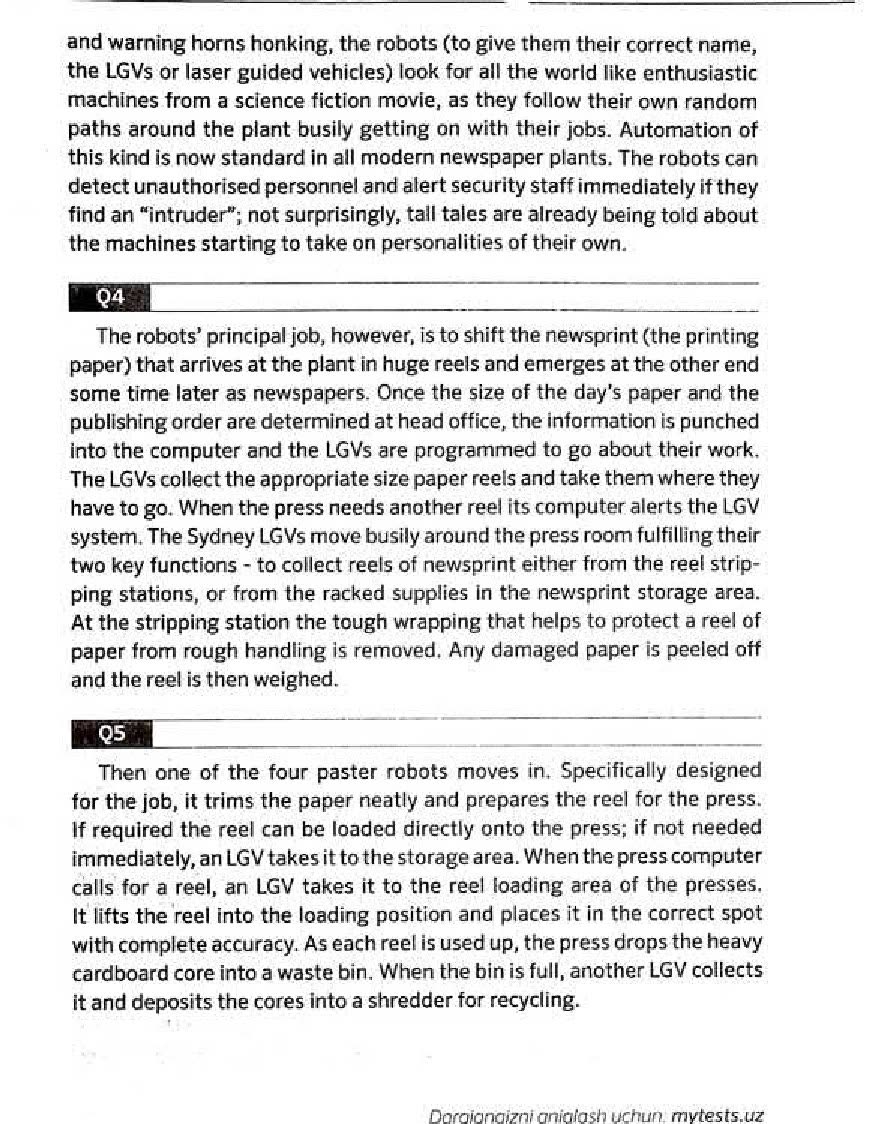 and warning horns honking, the robots (to give them their correct name,
the LGVs or laser guided vehicles) look for all the world like enthusiastic
machines from a science fiction movie, as they follow their own random
paths around the plant busily getting on with their jobs. Automation of
this kind is now standard in all modern newspaper plants. The robots can
detect unauthorised personnel and alert security staff immediately if they
find an "intruder"; not surprisingly, tall tales are already being told about
the machines starting to take on personalities of their own.
Q4
The robots' principal job, however, is to shift the newsprint (the printing
paper) that arrives at the plant in huge reels and emerges at the other end
some time later as newspapers. Once the size of the day's paper and the
publishing order are determined at head office, the information is punched
into the computer and the LGVs are programmed to go about their work.
The LGVs collect the appropriate size paper reels and take them where they
have to go. When the press needs another reel its computer alerts the LGV
system. The Sydney LGVs move busily around the press room fulfilling their
two key functions - to collect reels of newsprint either from the reel strip-
ping stations, or from the racked supplies in the newsprint storage area.
At the stripping station the tough wrapping that helps to protect a reel of
paper from rough handling is removed. Any damaged paper is peeled off
and the reel is then weighed.
Q5
Then one of the four paster robots moves in. Specifically designed
for the job, it trims the paper neatly and prepares the reel for the press.
If required the reel can be loaded directly onto the press; if not needed
immediately, an LGV takes it to the storage area. When the press computer
calls for a reel, an LGV takes it to the reel loading area of the presses.
It lifts the reel into the loading position and places it in the correct spot
with complete accuracy. As each reel is used up, the press drops the heavy
cardboard core into a waste bin. When the bin is full, another LGV collects
it and deposits the cores into a shredder for recycling.
Darajangizni aniqlash uchun: mytests.uz